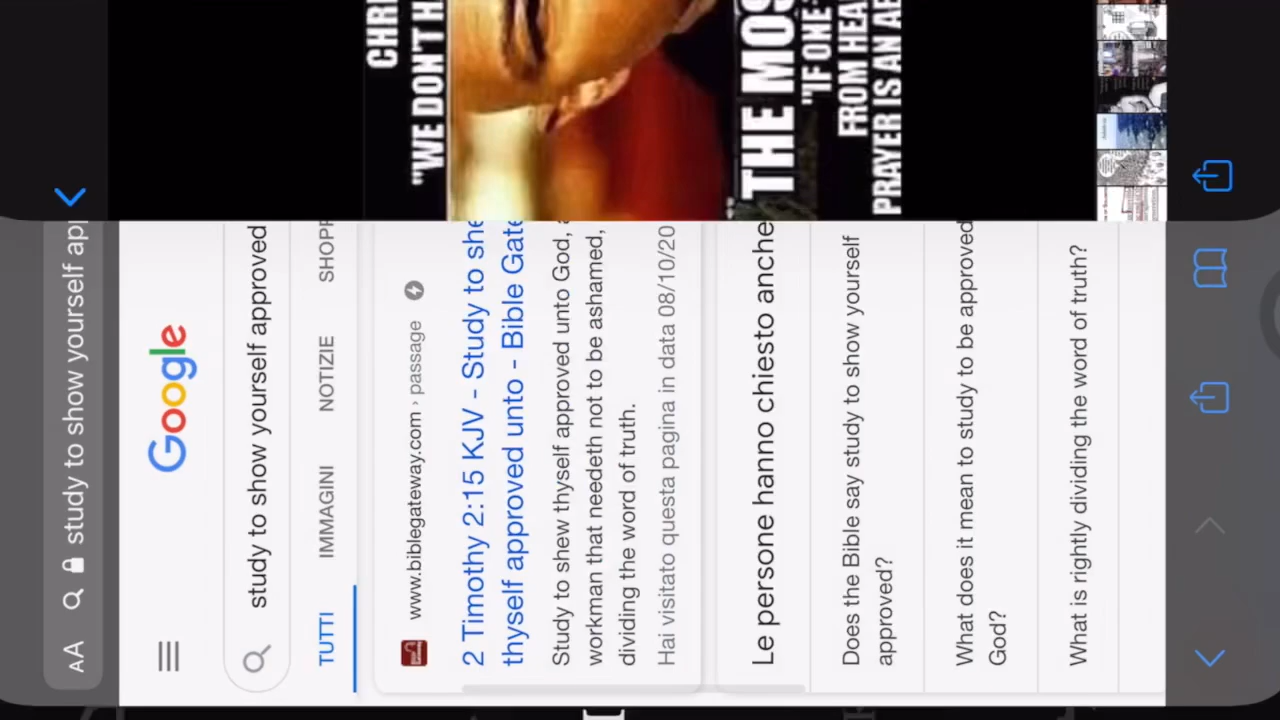 AA study to show yourself ap
Google
study to show yourself approved
TUTTI IMMAGINI NOTIZIE SHOPP
www.biblegateway.com › passage
2 Timothy 2:15 KJV - Study to she
thyself approved unto - Bible Gate
Study to shew thyself approved unto God,
workman that needeth not to be ashamed,
dividing the word of truth.
Hai visitato questa pagina in data 08/10/20
Le persone hanno chiesto anche
Does the Bible say study to show yourself
approved?
What does it mean to study to be approved
God?
What is rightly dividing the word of truth?
CHRI
"WE DON'T HA
THE MOS
"IF ONE
FROM HEA
PRAYER IS AN AB